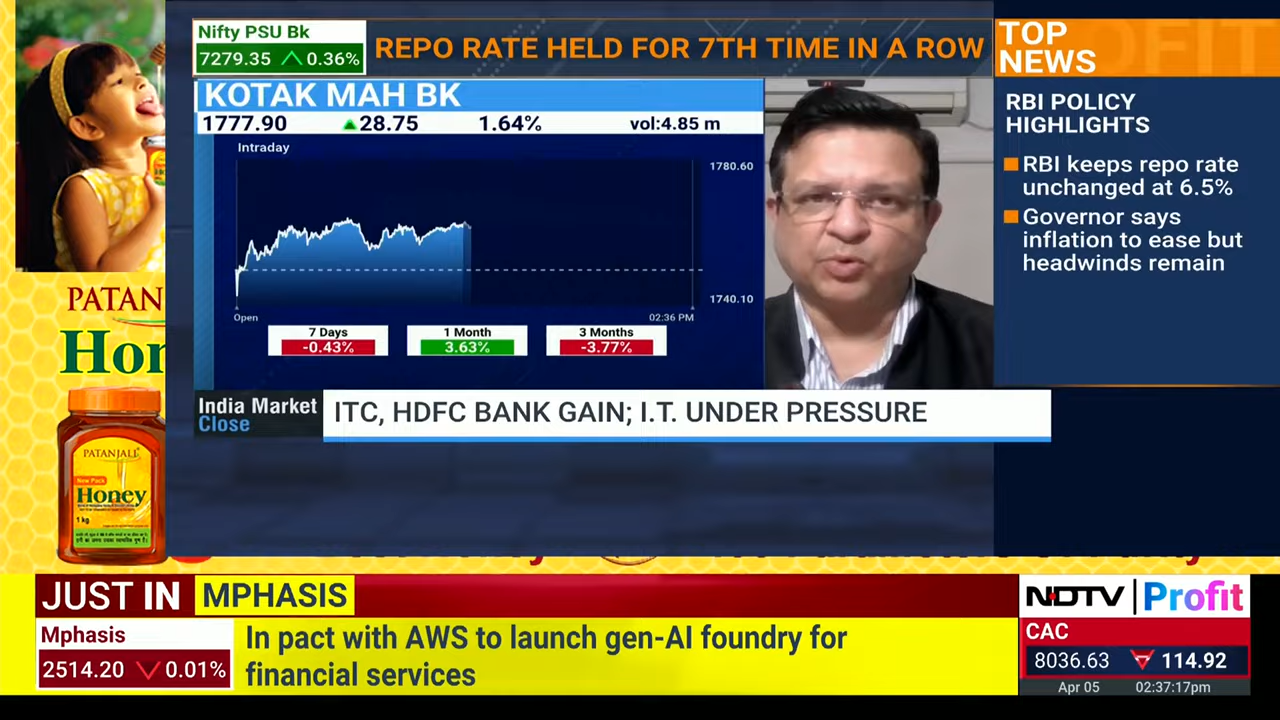 Nifty PSU Bk
7279.35 0.36%
REPO RATE HELD FOR 7TH TIME IN A ROW
TOP
NEWS
KOTAK MAH BK
1777.90 28.75 1.64% vol:4.85 m
Intraday
1780.60
1740.10
Open 02:36 PM
7 Days 1 Month 3 Months
-0.43% 3.63% -3.77%
RBI POLICY
HIGHLIGHTS
RBI keeps repo rate
unchanged at 6.5%
Governor says
inflation to ease but
headwinds remain
India Market
Close
ITC, HDFC BANK GAIN; I.T. UNDER PRESSURE
PATAN
Hon
PATANJALI
New Pack
Honey
1 kg
JUST IN MPHASIS
Mphasis
2514.20 0.01%
In pact with AWS to launch gen-AI foundry for
financial services
NDTV Profit
CAC
8036.63 114.92
Apr 05 02:37:17pm